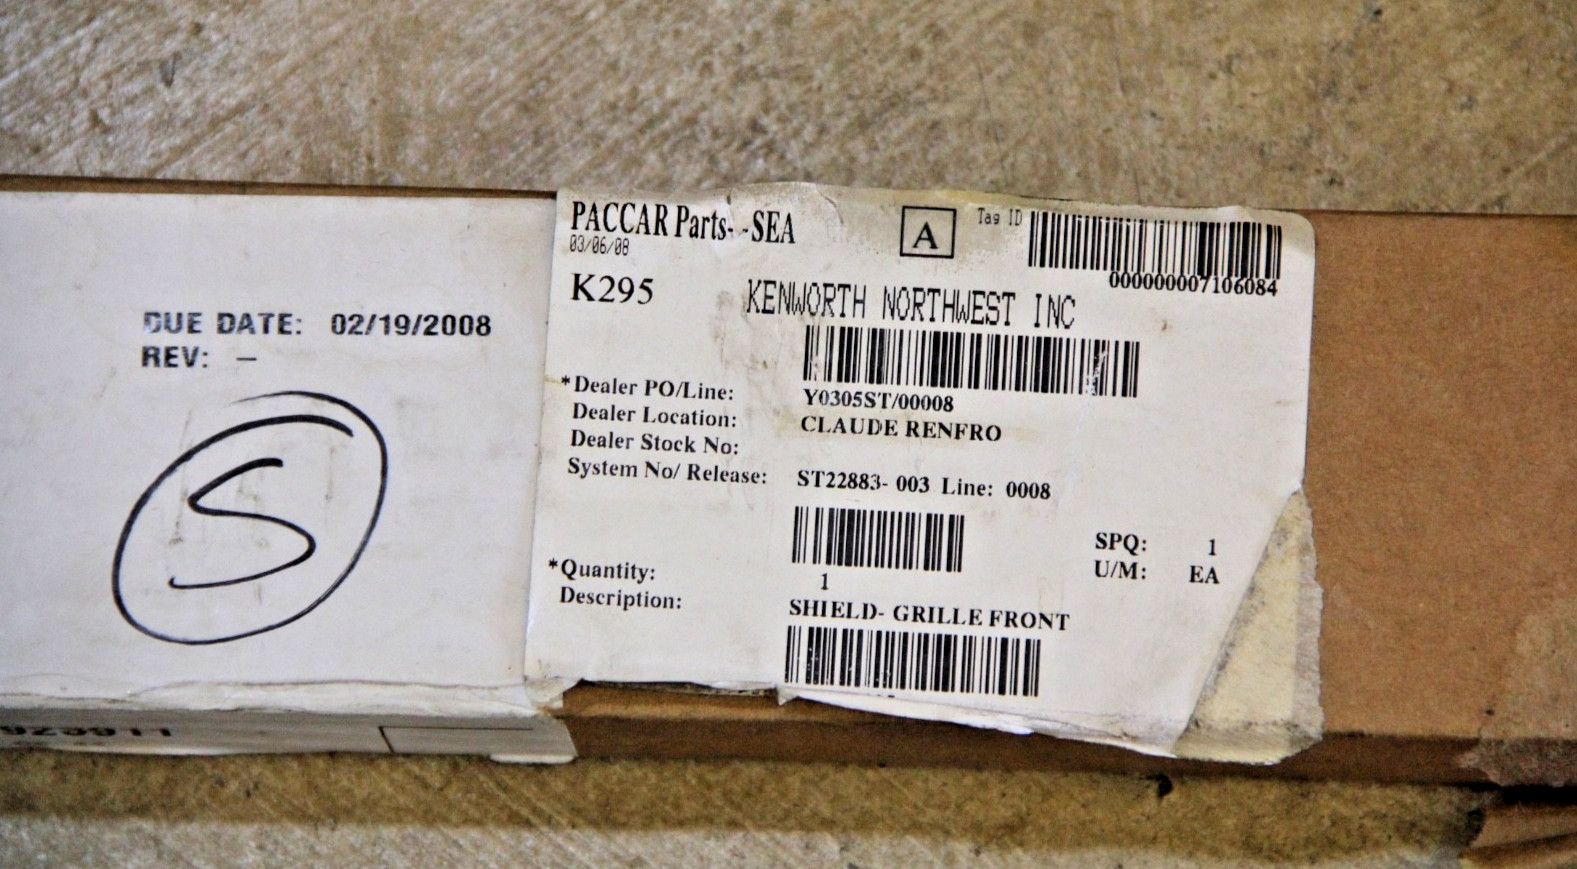 DUE DATE: 02/19/2008
REV: –
S
PACCAR Parts- -SEA
03/06/08
A
Tag ID
000000007106084
K295
KENWORTH NORTHWEST INC
*Dealer PO/Line: Y0305ST/00008
Dealer Location: CLAUDE RENFRO
Dealer Stock No:
System No/ Release: ST22883- 003 Line: 0008
SPQ: 1
U/M: EA
*Quantity: 1
Description: SHIELD- GRILLE FRONT